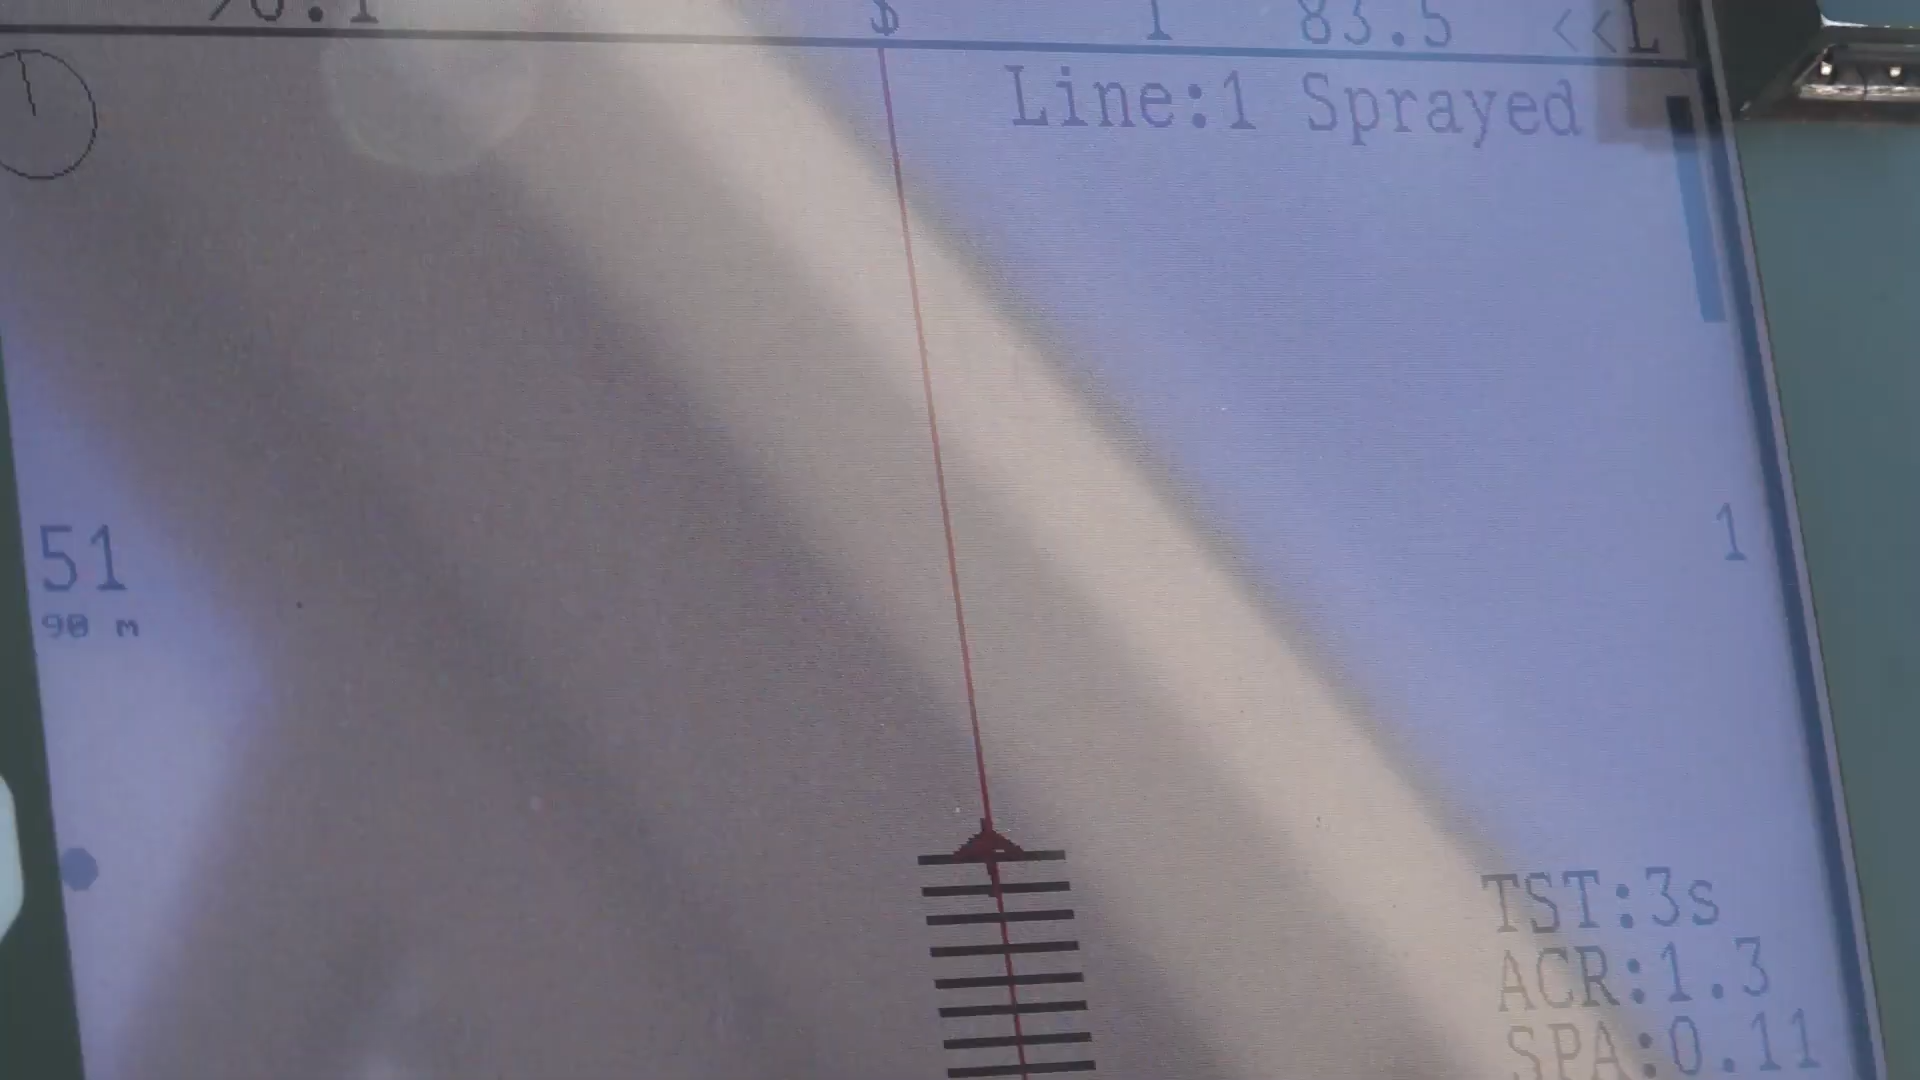 $ 1 83.5 <<L
Line:1 Sprayed
51
90 m
1
TST:3s
ACR:1.3
SPA:0.11